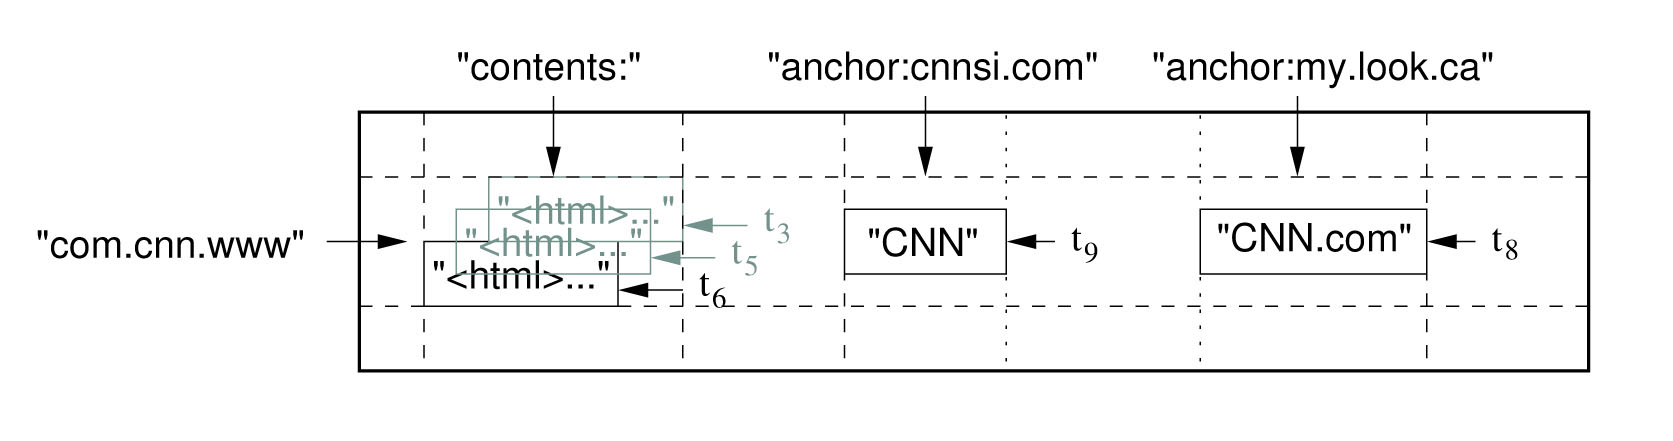 "contents:"
"anchor:cnnsi.com"
"anchor:my.look.ca"
"com.cnn.www"
"<html>..."
t3
"<html>..."
t5
"<html>..."
t6
"CNN"
t9
"CNN.com"
t8